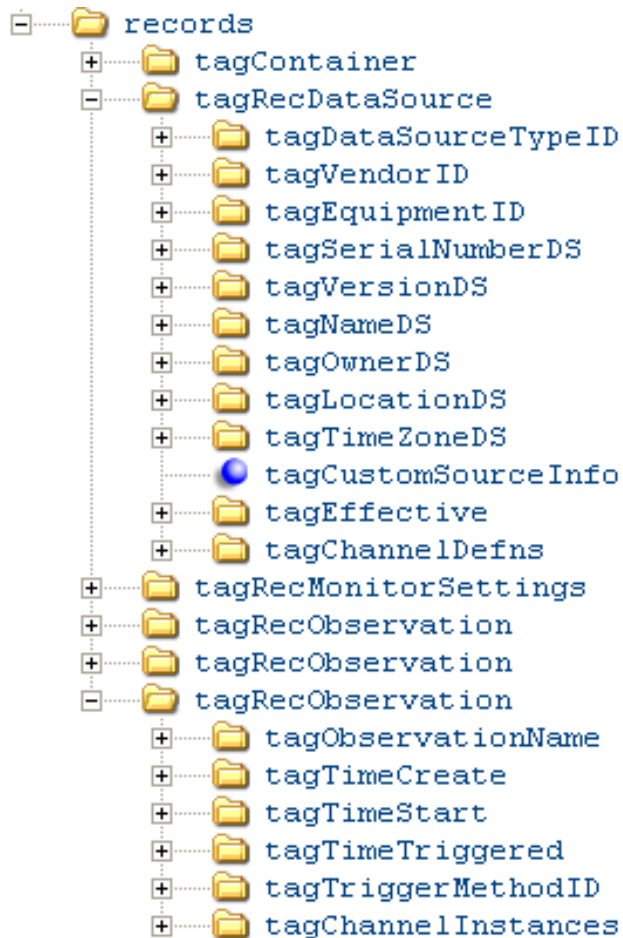 records
tagContainer
tagRecDataSource
tagDataSourceTypeID
tagVendorID
tagEquipmentID
tagSerialNumberDS
tagVersionDS
tagNameDS
tagOwnerDS
tagLocationDS
tagTimeZoneDS
tagCustomSourceInfo
tagEffective
tagChannelDefns
tagRecMonitorSettings
tagRecObservation
tagRecObservation
tagRecObservation
tagObservationName
tagTimeCreate
tagTimeStart
tagTimeTriggered
tagTriggerMethodID
tagChannelInstances